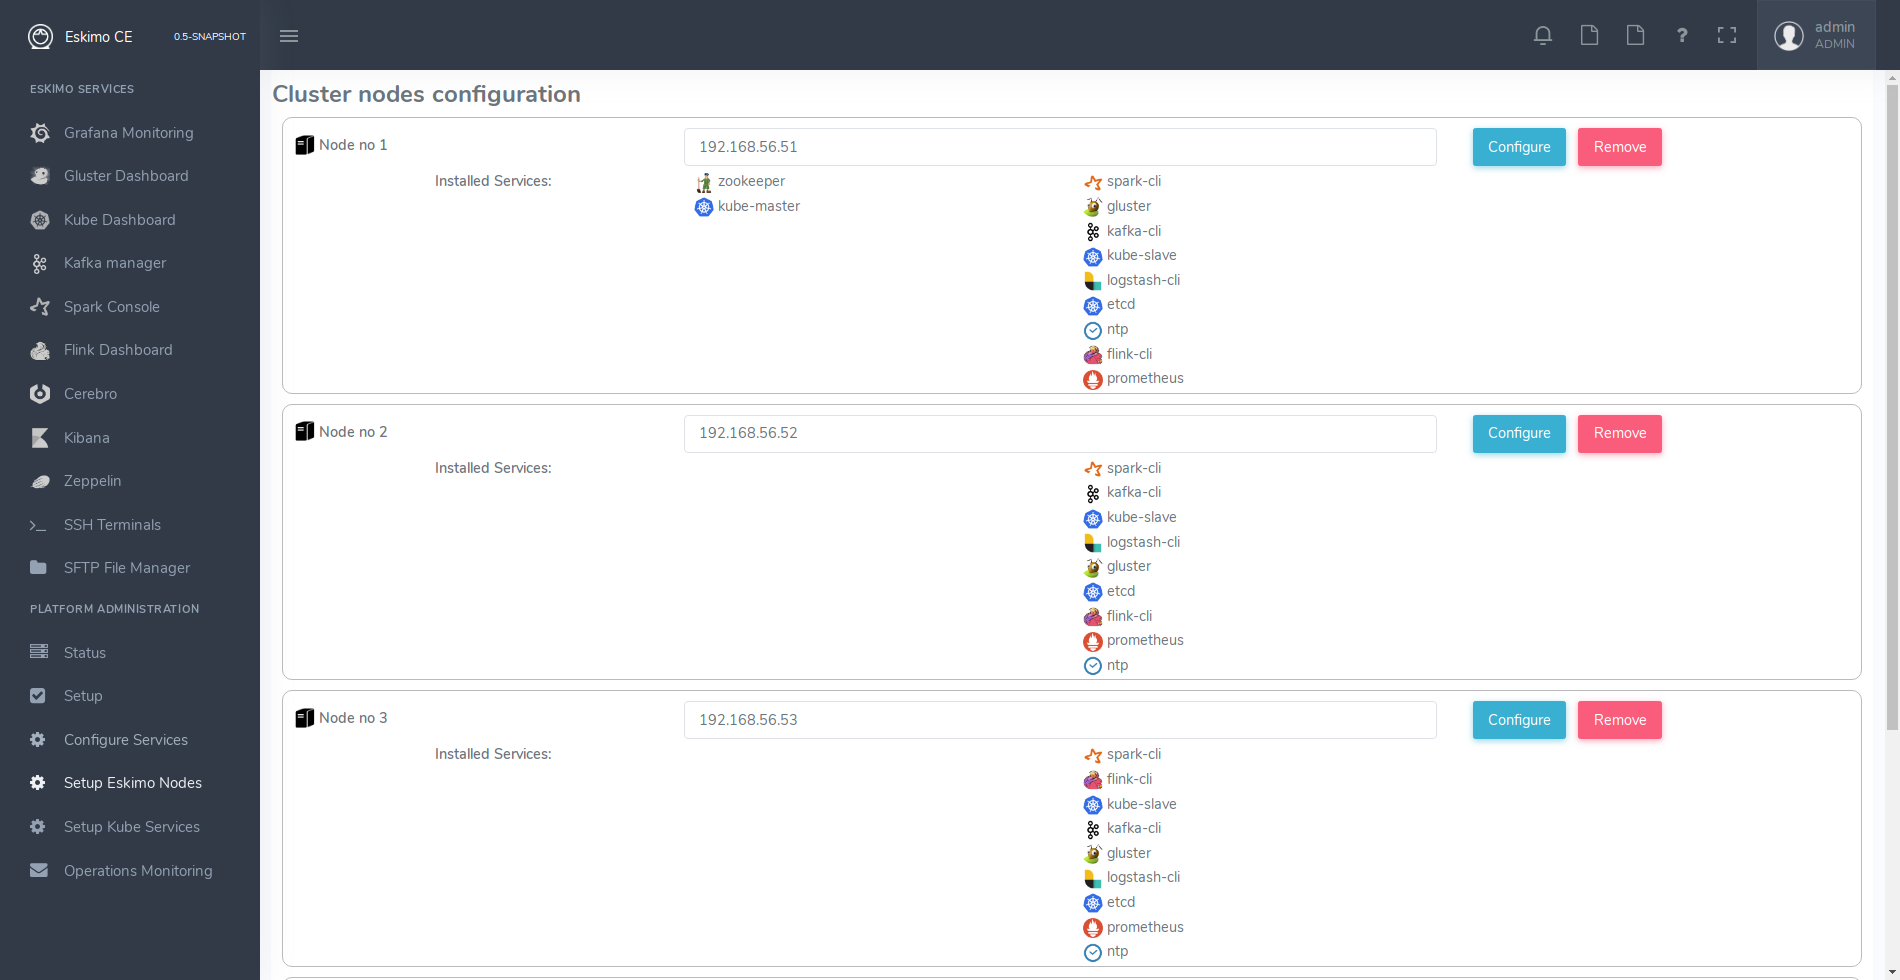 Eskimo CE
0.5-SNAPSHOT
admin
ADMIN
ESKIMO SERVICES
Grafana Monitoring
Gluster Dashboard
Kube Dashboard
Kafka manager
Spark Console
Flink Dashboard
Cerebro
Kibana
Zeppelin
SSH Terminals
SFTP File Manager
PLATFORM ADMINISTRATION
Status
Setup
Configure Services
Setup Eskimo Nodes
Setup Kube Services
Operations Monitoring
Cluster nodes configuration
Node no 1
192.168.56.51
Configure
Remove
Installed Services:
zookeeper
kube-master
spark-cli
gluster
kafka-cli
kube-slave
logstash-cli
etcd
ntp
flink-cli
prometheus
Node no 2
192.168.56.52
Configure
Remove
Installed Services:
spark-cli
kafka-cli
kube-slave
logstash-cli
gluster
etcd
flink-cli
prometheus
ntp
Node no 3
192.168.56.53
Configure
Remove
Installed Services:
spark-cli
flink-cli
kube-slave
kafka-cli
gluster
logstash-cli
etcd
prometheus
ntp